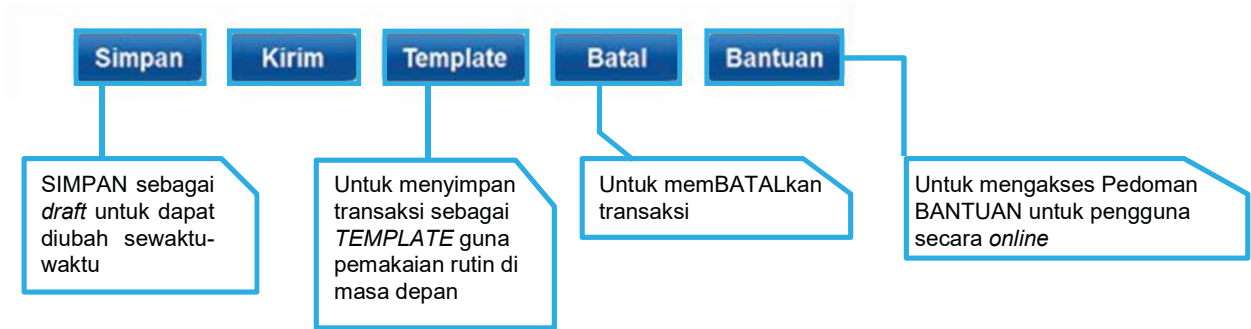 Simpan
Kirim
Template
Batal
Bantuan
SIMPAN sebagai
draft untuk dapat
diubah sewaktu-
waktu
Untuk menyimpan
transaksi sebagai
TEMPLATE guna
pemakaian rutin di
masa depan
Untuk memBATALkan
transaksi
Untuk mengakses Pedoman
BANTUAN untuk pengguna
secara online